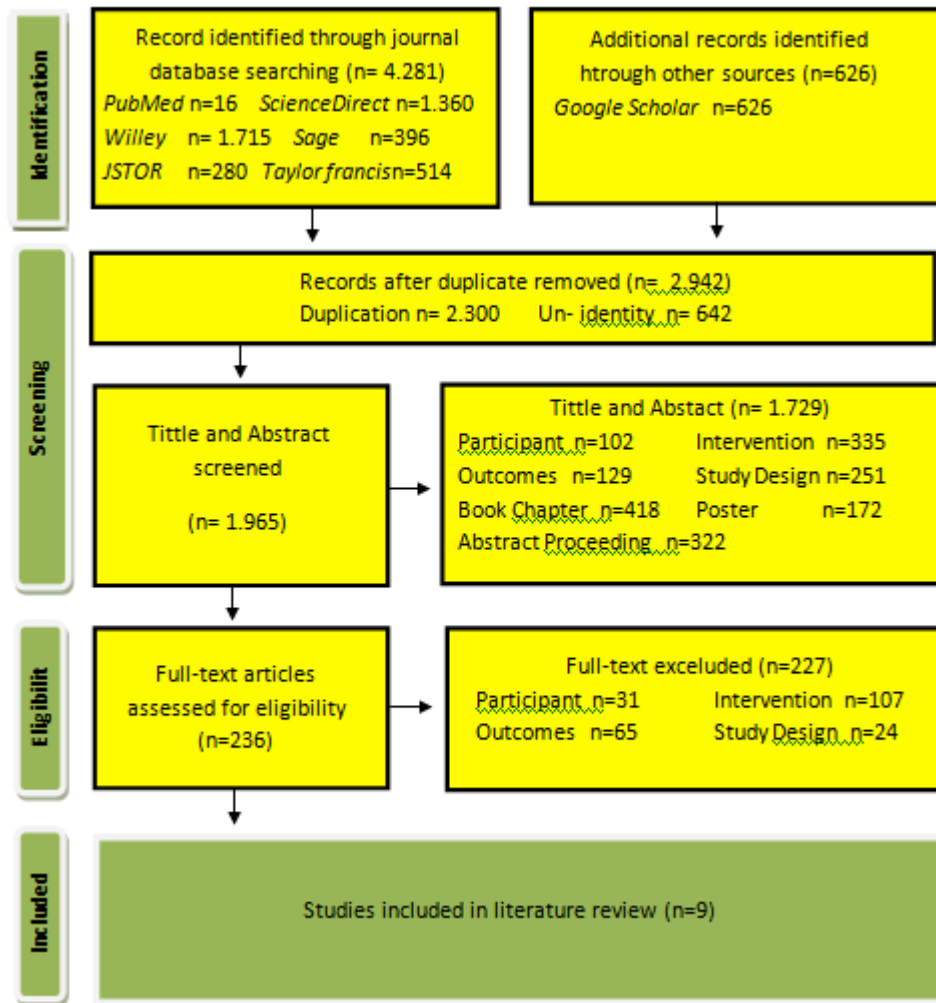 Identification
Record identified through journal
database searching (n= 4.281)
PubMed n=16 ScienceDirect n=1.360
Willey n= 1.715 Sage n=396
JSTOR n=280 Taylor francisn=514
Additional records identified
htrough other sources (n=626)
Google Scholar n=626
Screening
Records after duplicate removed (n= 2.942)
Duplication n= 2.300 Un- identity n= 642
Tittle and Abstract
screened
(n= 1.965)
Tittle and Abstact (n= 1.729)
Participant n=102 Intervention n=335
Outcomes n=129 Study Design n=251
Book Chapter n=418 Poster n=172
Abstract Proceeding n=322
Eligibilit
Full-text articles
assessed for eligibility
(n=236)
Full-text exceluded (n=227)
Participant n=31 Intervention n=107
Outcomes n=65 Study Design n=24
Included
Studies included in literature review (n=9)